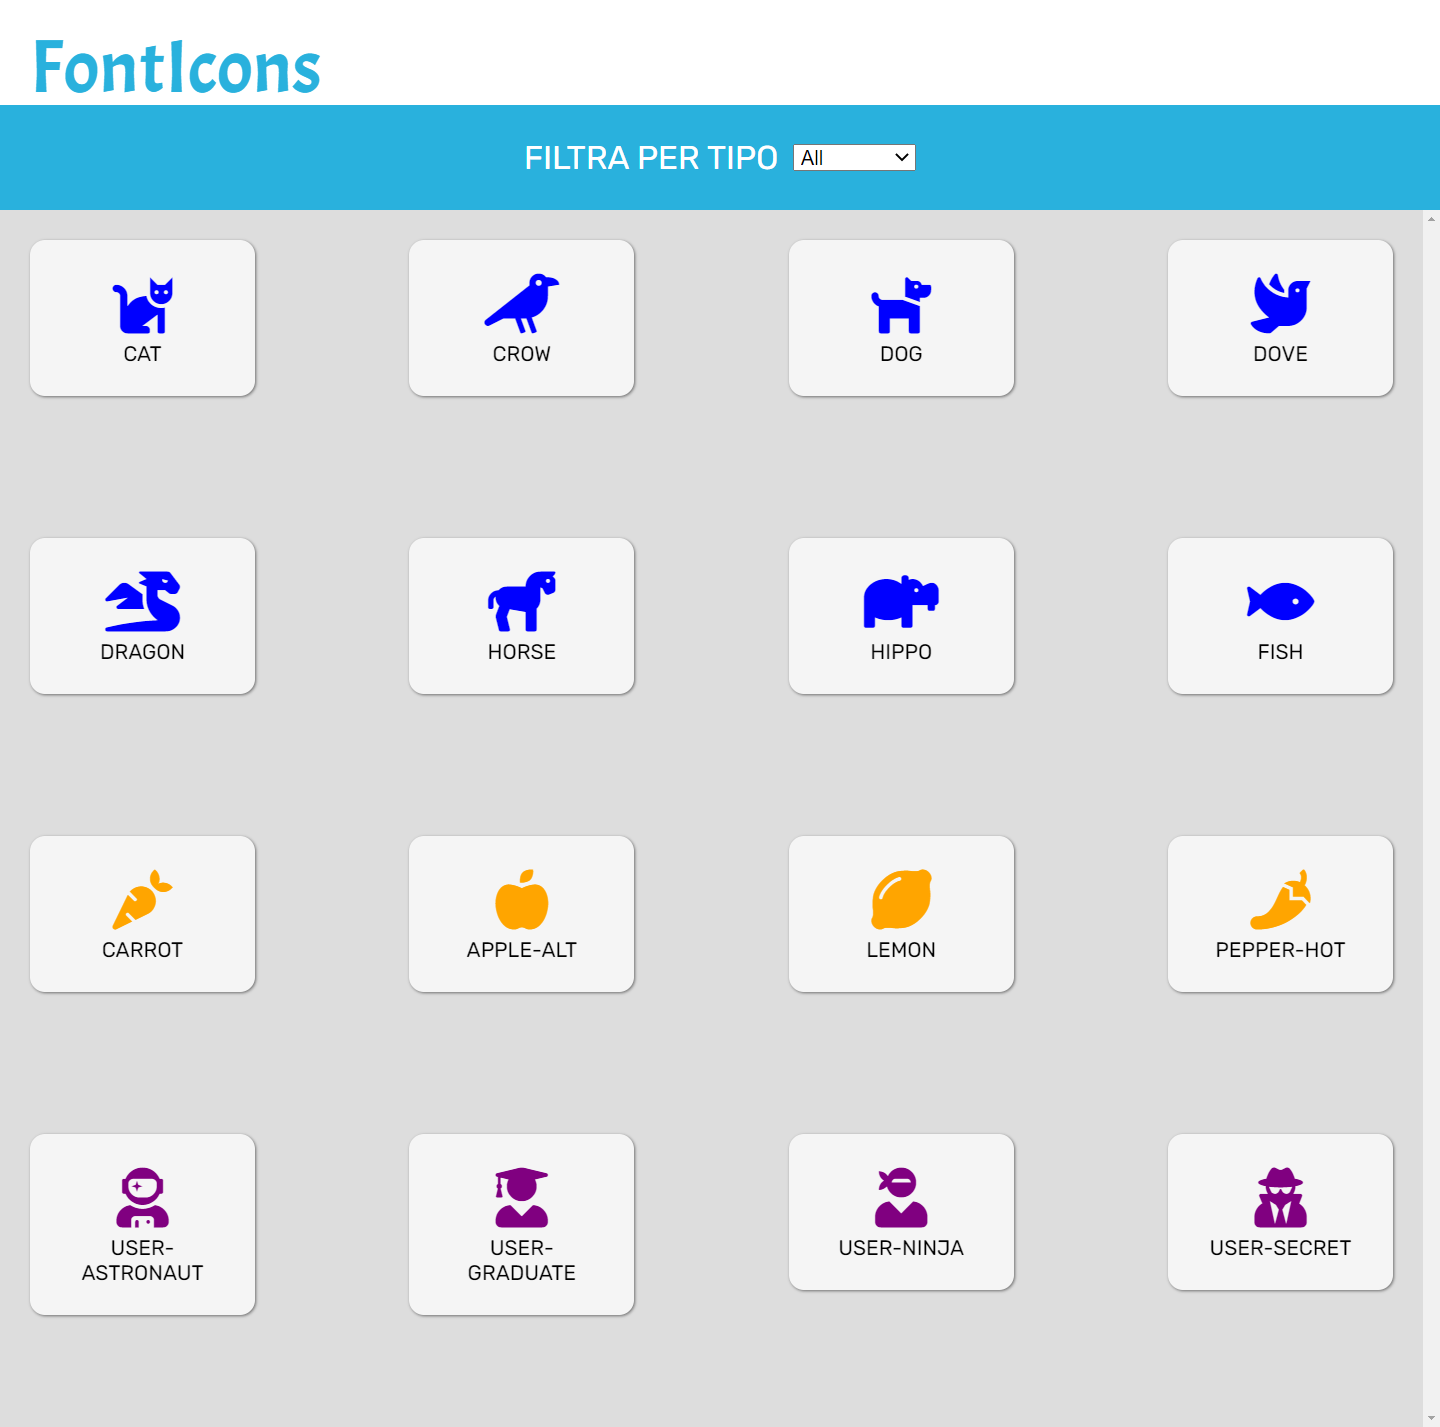 FontIcons
FILTRA PER TIPO All
CAT
CROW
DOG
DOVE
DRAGON
HORSE
HIPPO
FISH
CARROT
APPLE-ALT
LEMON
PEPPER-HOT
USER-
ASTRONAUT
USER-
GRADUATE
USER-NINJA
USER-SECRET